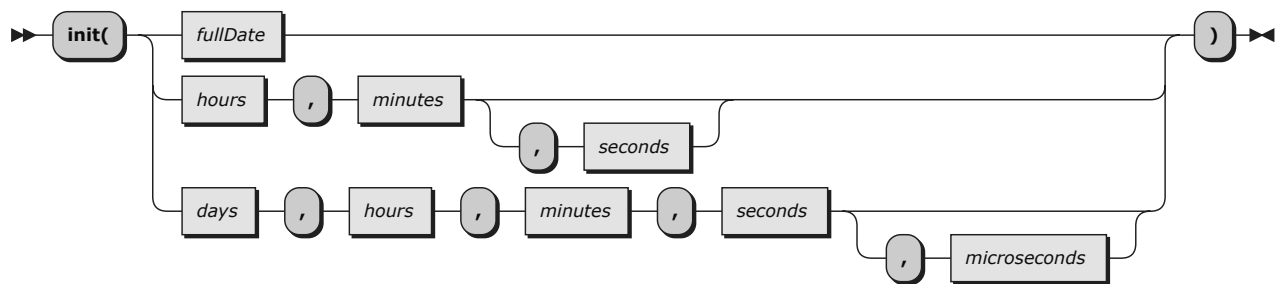 init( fullDate )
hours , minutes
, seconds
days , hours , minutes , seconds
, microseconds